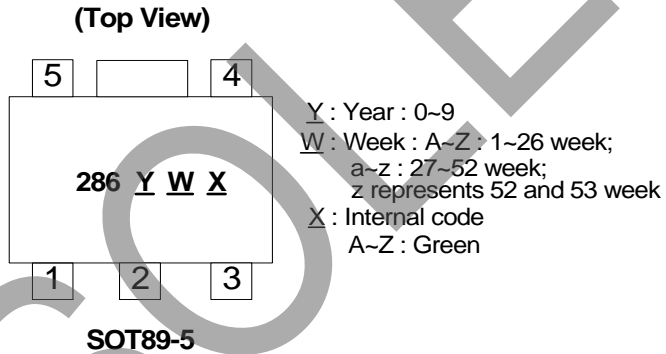 (Top View)
5 4
286 Y W X
1 2 3
SOT89-5
Y : Year : 0~9
W : Week : A~Z : 1~26 week;
a~z : 27~52 week;
z represents 52 and 53 week
X : Internal code
A~Z : Green